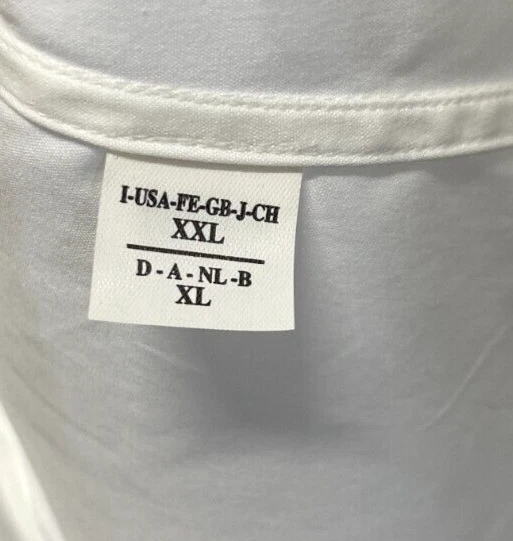 I-USA-FE-GB-J-CH
XXL
D - A - NL -B
XL